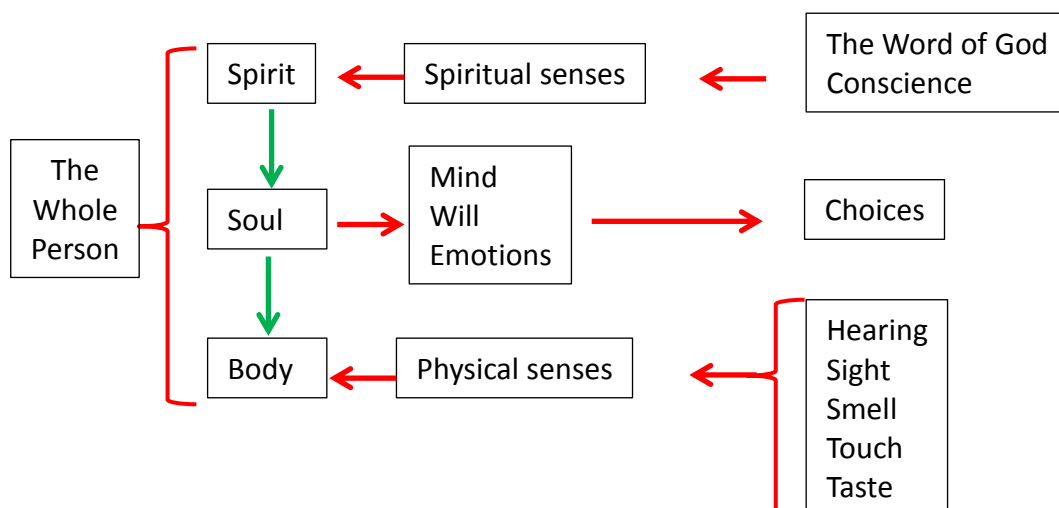 The
Whole
Person
Spirit
Spiritual senses
The Word of God
Conscience
Soul
Mind
Will
Emotions
Choices
Body
Physical senses
Hearing
Sight
Smell
Touch
Taste